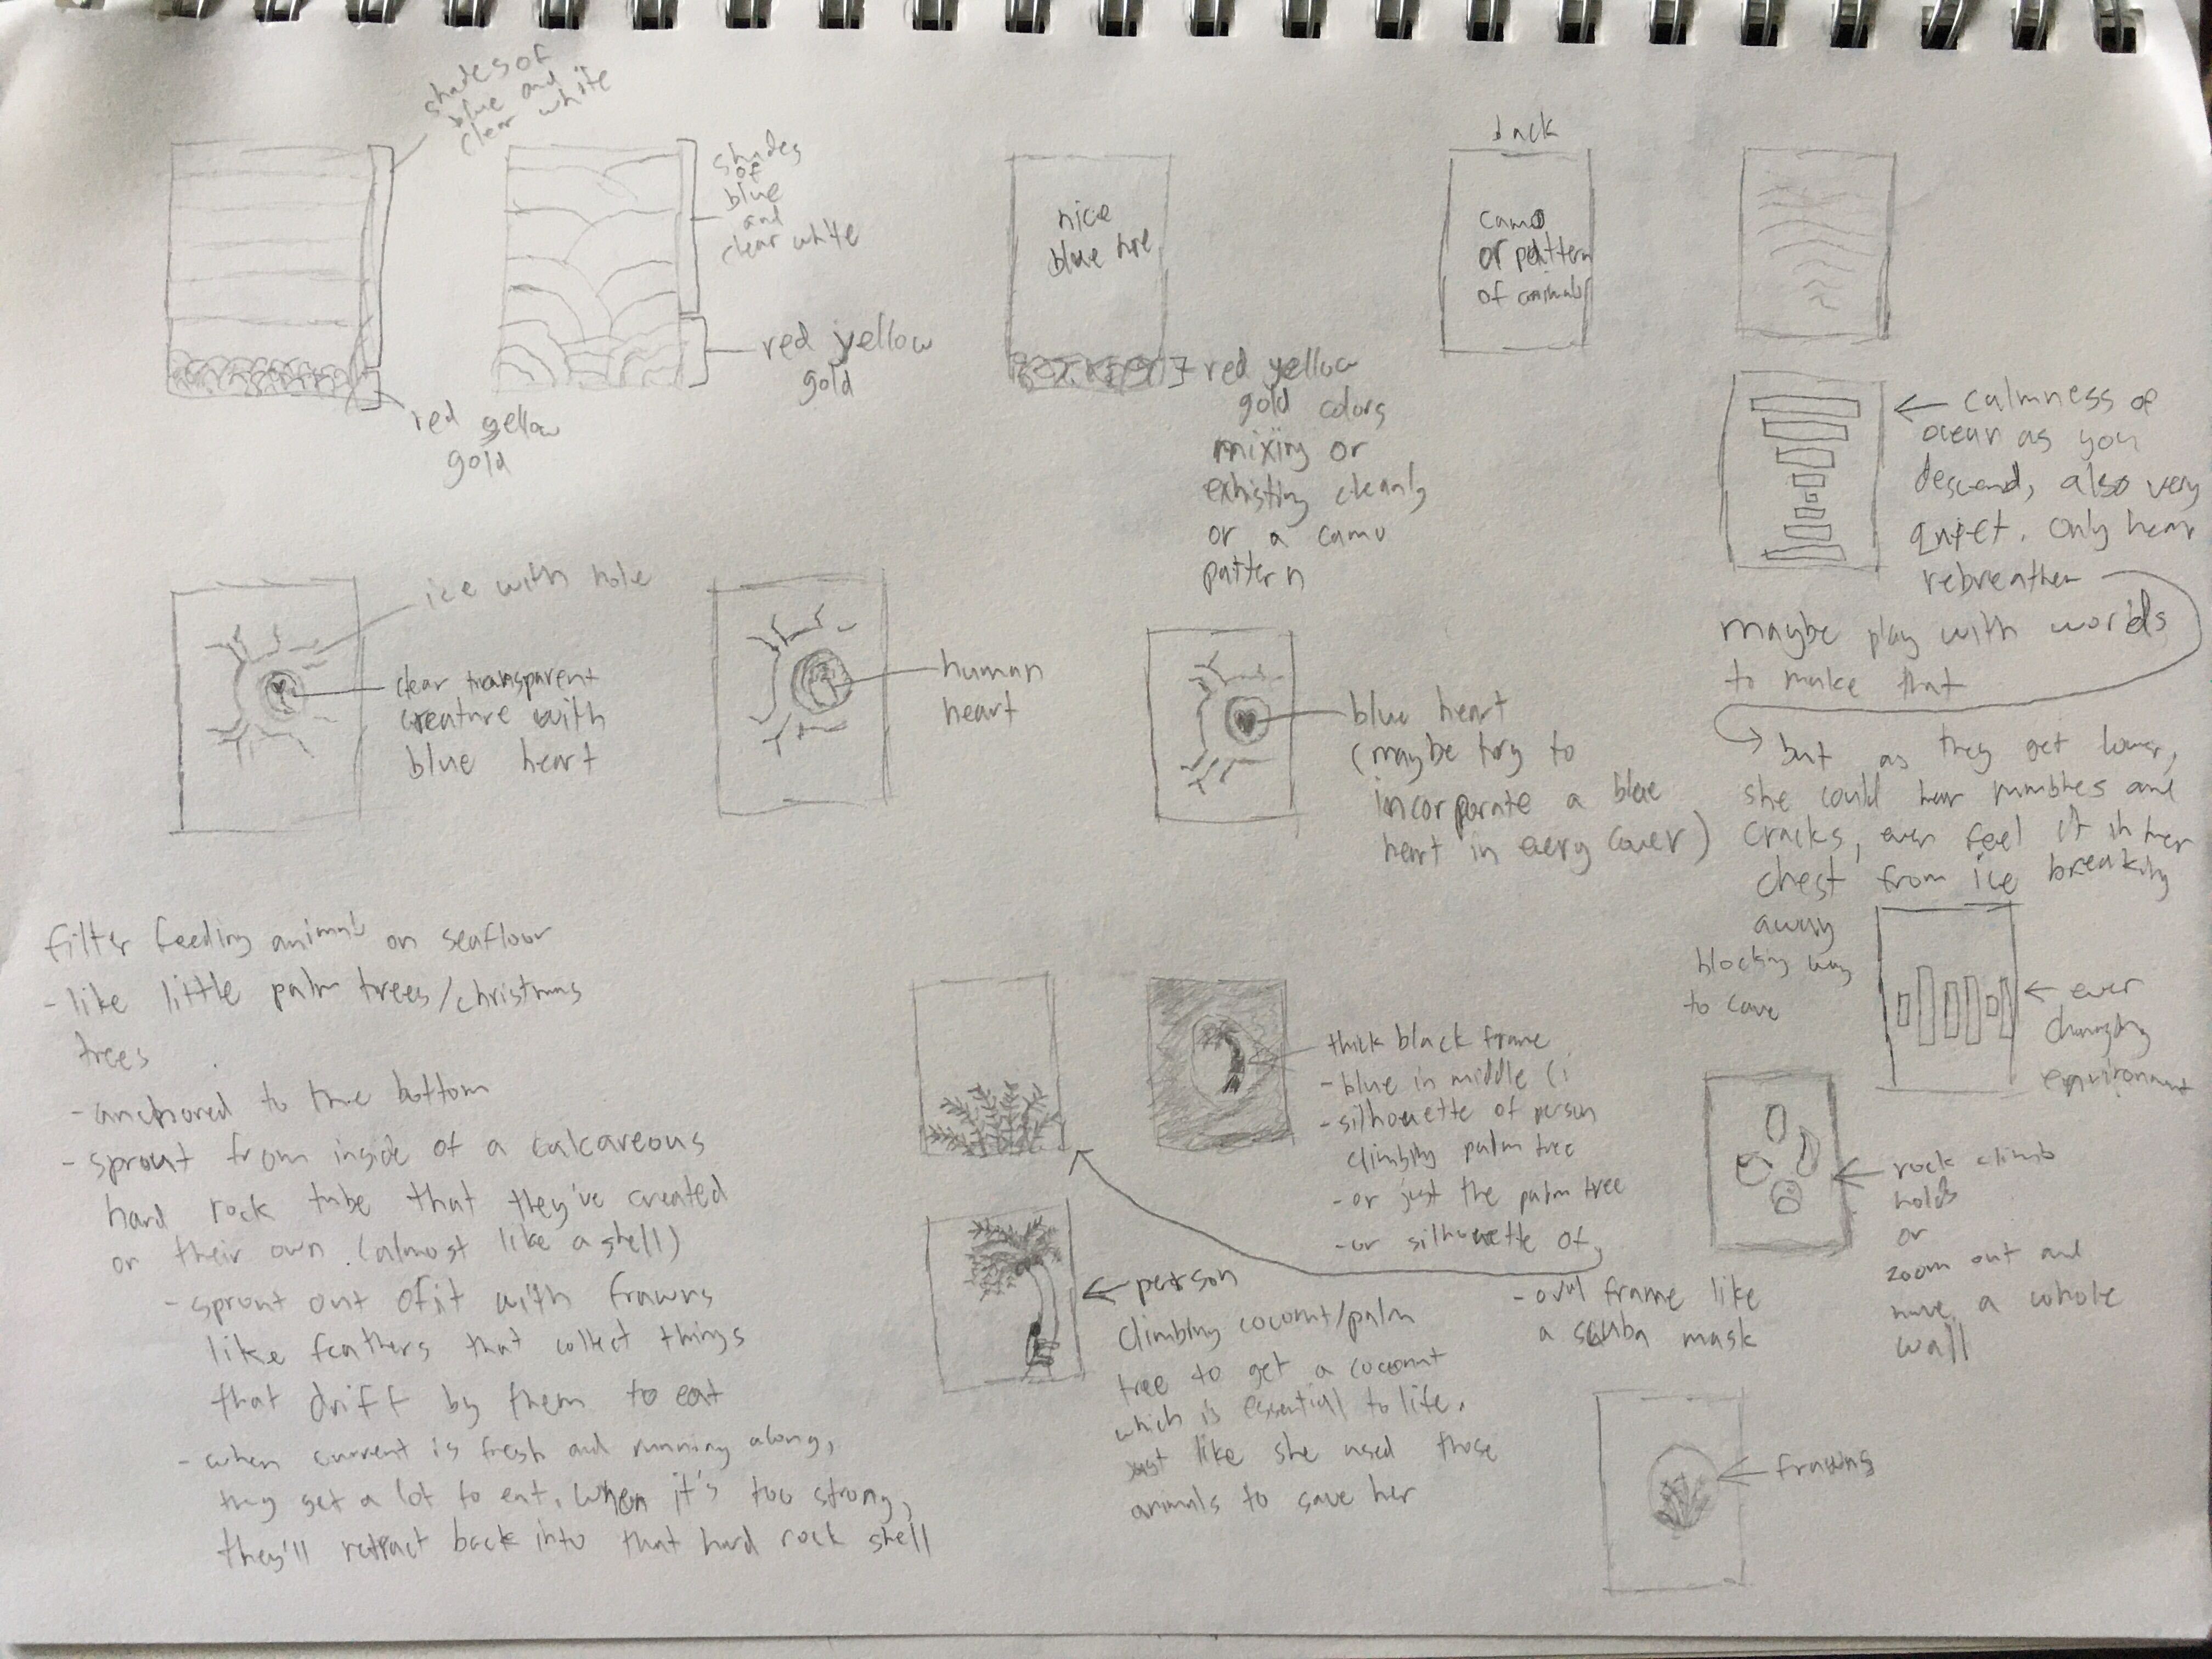 shades of
blue and
clear white
red yellow
gold
shades
of
blue
and
clear white
red yellow
gold
nice
blue hue
red yellow
gold colors
mixing or
exhisting cleanly
or a camo
pattern
back
camo
or pattern
of animals
calmness of
ocean as you
descend, also very
quiet. only hear
rebreather
maybe play with words
to make that
but as they get lower,
she could hear rumbles and
cracks, even feel it in her
chest from ice breaking
away
blocking way
to cave
ice with hole
clear transparent
creature with
blue heart
human
heart
blue heart
(maybe try to
incorporate a blue
heart in every cover)
filter feeding animals on seafloor
- like little palm trees/christmas
trees
- anchored to the bottom
- sprout from inside of a calcareous
hard rock tube that they've created
on their own. (almost like a shell)
- sprout out of it with frawns
like feathers that collect things
that drift by them to eat
- when current is fresh and running along,
they get a lot to eat. when it's too strong,
they'll retract back into that hard rock shell
thick black frame
- blue in middle (:
- silhouette of person
climbing palm tree
- or just the palm tree
- or silhouette of
- oval frame like
a scuba mask
person
climbing coconut/palm
tree to get a coconut
which is essential to life.
just like she used those
animals to save her
ever
changing
environment
rock climb
holds
or
zoom out and
have a whole
wall
frawns